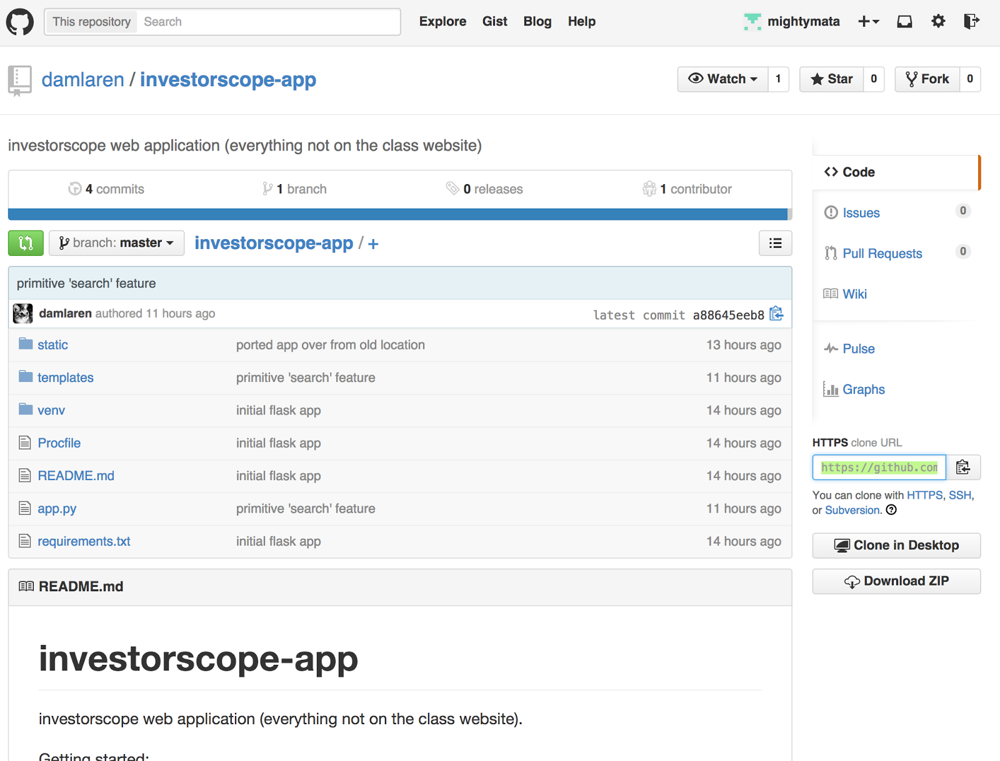 This repository Search Explore Gist Blog Help mightymata
damlaren / investorscope-app Watch 1 Star 0 Fork 0
investorscope web application (everything not on the class website)
4 commits 1 branch 0 releases 1 contributor
branch: master investorscope-app / +
primitive 'search' feature
damlaren authored 11 hours ago latest commit a88645eeb8
static ported app over from old location 13 hours ago
templates primitive 'search' feature 11 hours ago
venv initial flask app 14 hours ago
Procfile initial flask app 14 hours ago
README.md initial flask app 14 hours ago
app.py primitive 'search' feature 11 hours ago
requirements.txt initial flask app 14 hours ago
README.md
investorscope-app
investorscope web application (everything not on the class website).
Getting started:
Code
Issues 0
Pull Requests 0
Wiki
Pulse
Graphs
HTTPS clone URL
https://github.com
You can clone with HTTPS, SSH,
or Subversion.
Clone in Desktop
Download ZIP